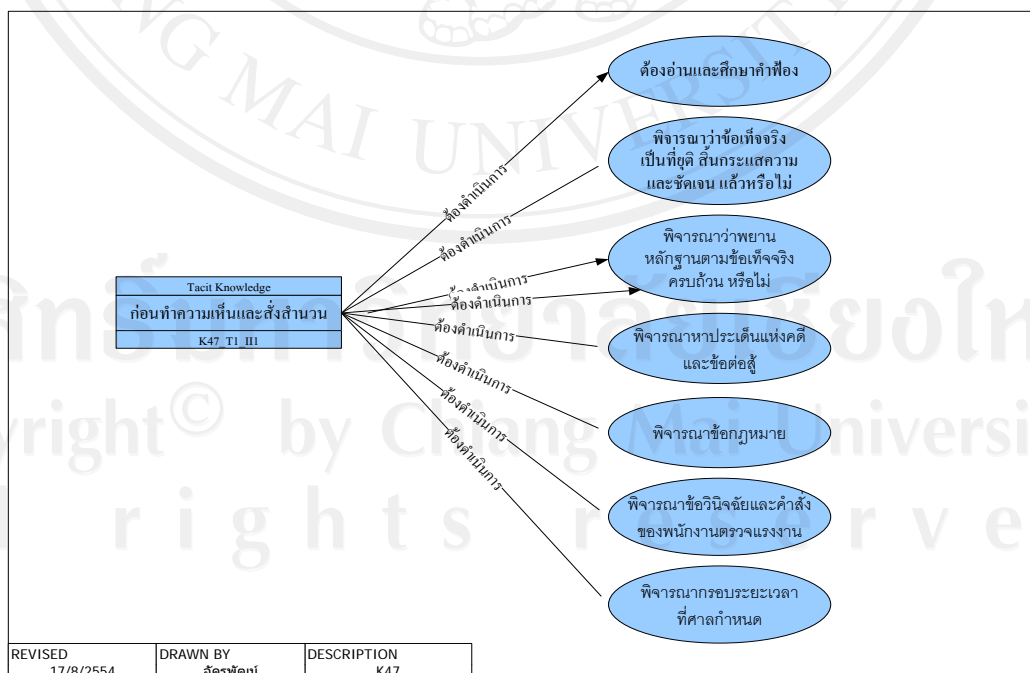 ต้องอ่านและศึกษาคำฟ้อง
พิจารณาว่าข้อเท็จจริง
เป็นที่ยุติ สิ้นกระแสความ
และชัดเจน แล้วหรือไม่
พิจารณาว่าพยาน
หลักฐานตามข้อเท็จจริง
ครบถ้วน หรือไม่
พิจารณาหาประเด็นแห่งคดี
และข้อต่อสู้
พิจารณาข้อกฎหมาย
พิจารณาข้อวินิจฉัยและคำสั่ง
ของพนักงานตรวจแรงงาน
พิจารณากรอบระยะเวลา
ที่ศาลกำหนด
ต้องดำเนินการ
ต้องดำเนินการ
ต้องดำเนินการ
ต้องดำเนินการ
ต้องดำเนินการ
ต้องดำเนินการ
ต้องดำเนินการ
ต้องดำเนินการ
Tacit Knowledge
ก่อนทำความเห็นและสั่งสำนวน
K47_T1_II1
MAI UNIVERSIT
by Chiang Mai Universi
rights reserve
REVISED DRAWN BY DESCRIPTION
17/8/2554 K47